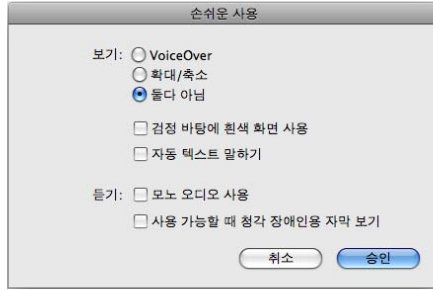 손쉬운 사용
보기: VoiceOver
확대/축소
둘다 아님
검정 바탕에 흰색 화면 사용
자동 텍스트 말하기
듣기: 모노 오디오 사용
사용 가능할 때 청각 장애인용 자막 보기
취소 승인